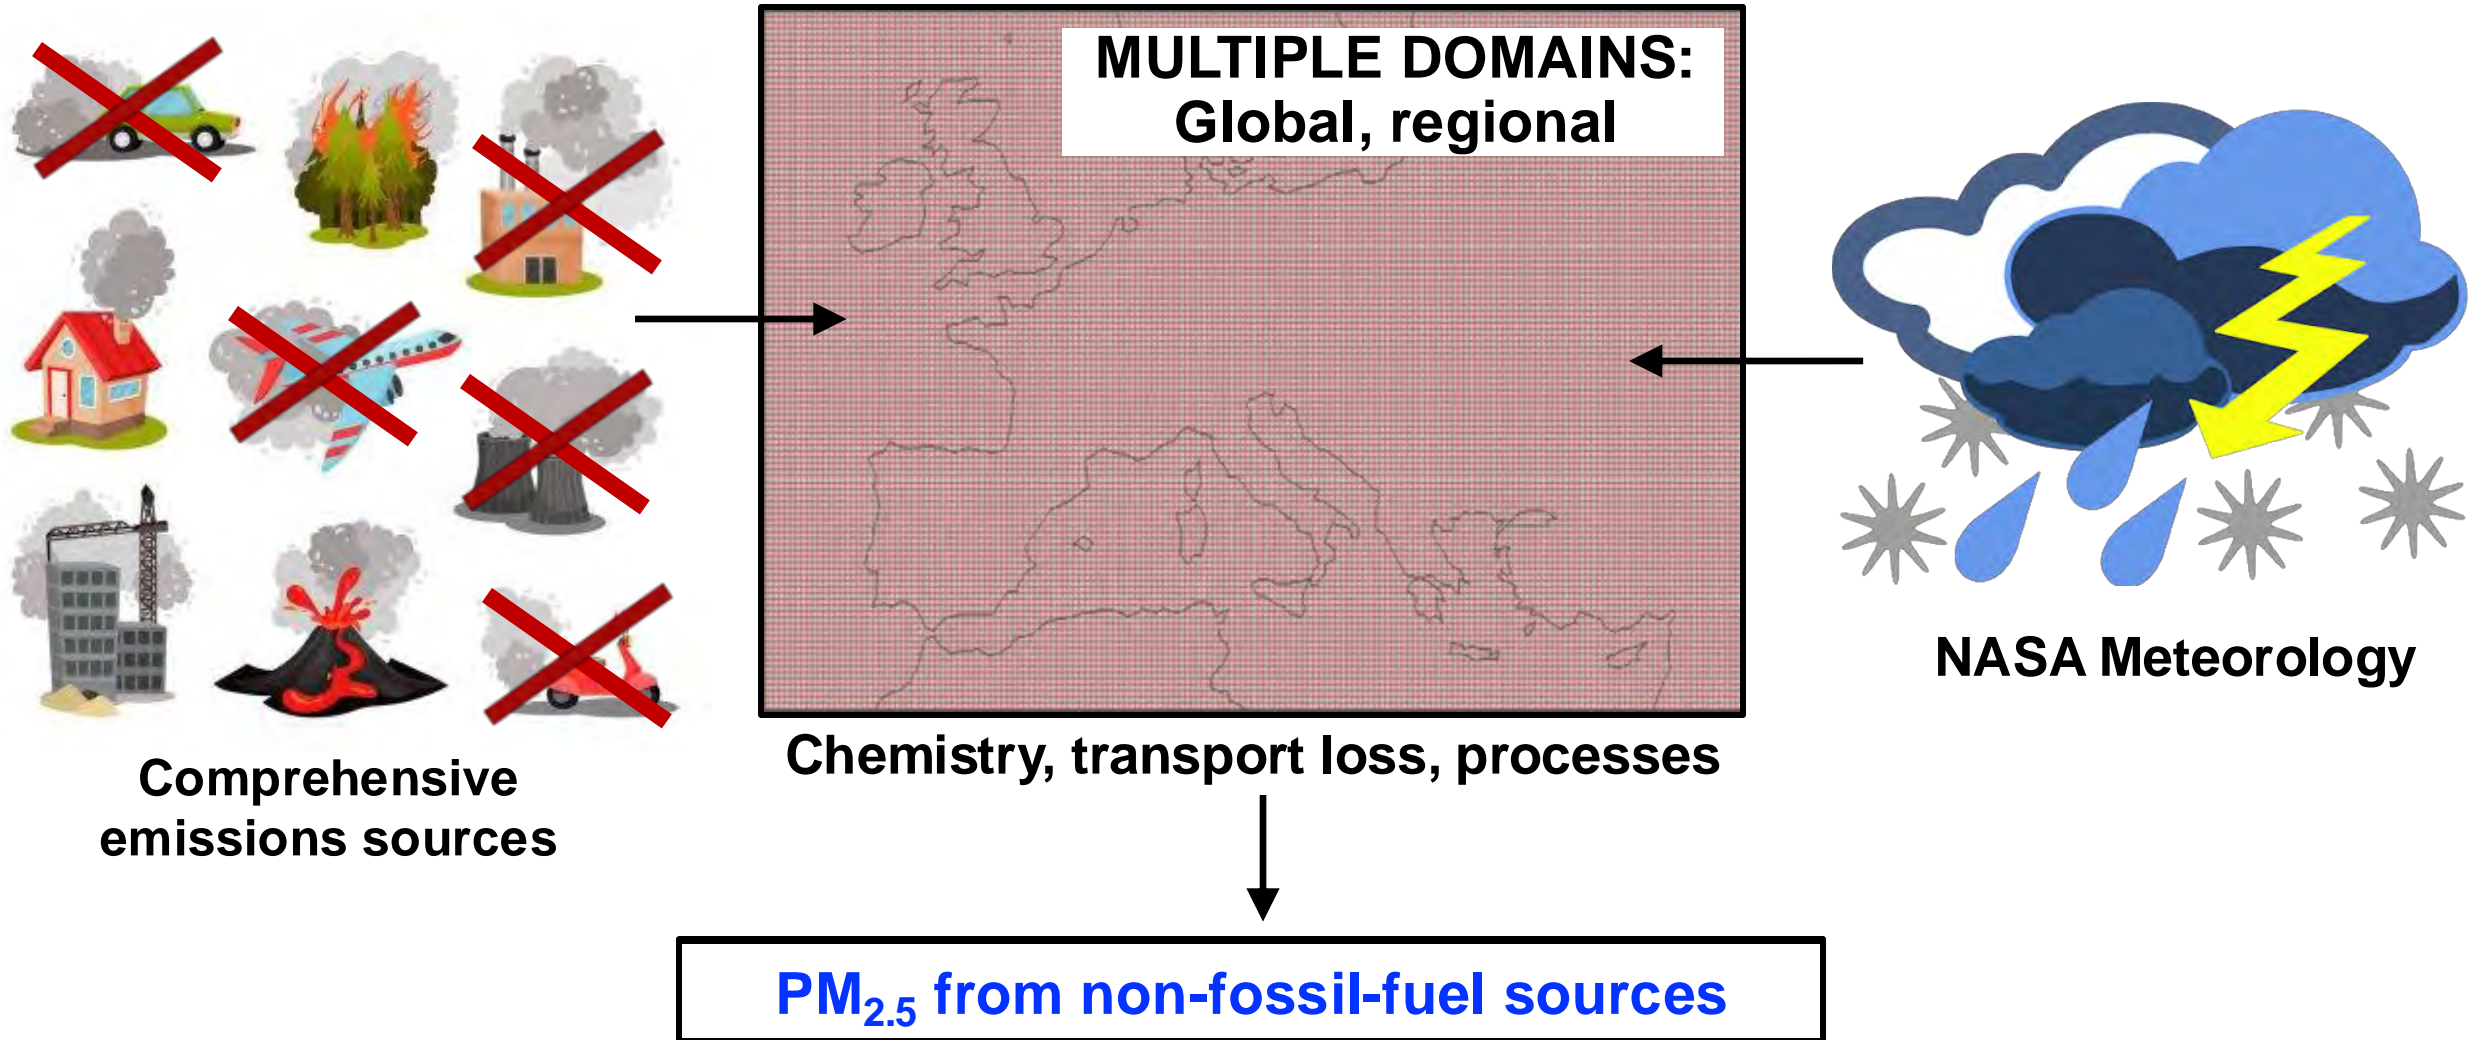 MULTIPLE DOMAINS:
Global, regional
NASA Meteorology
Chemistry, transport loss, processes
Comprehensive
emissions sources
PM2.5 from non-fossil-fuel sources